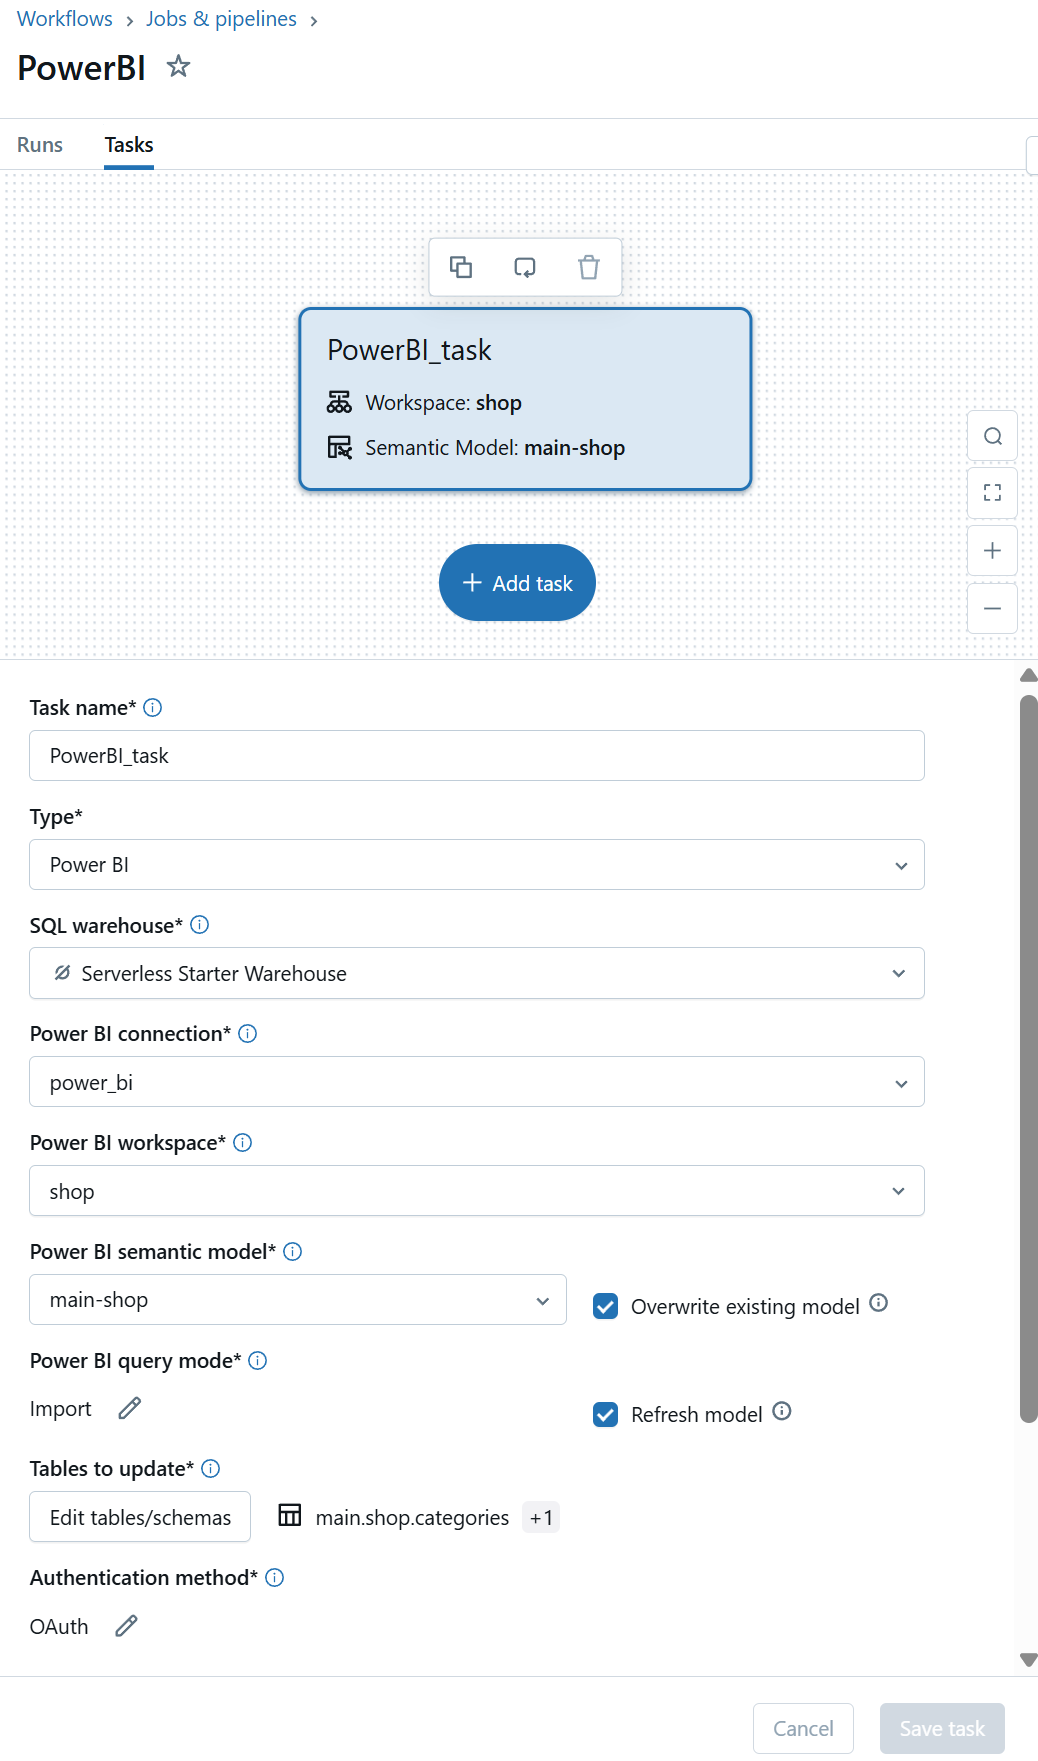 Workflows › Jobs & pipelines ›
PowerBI
Runs Tasks
PowerBI_task
Workspace: shop
Semantic Model: main-shop
+ Add task
Task name*
PowerBI_task
Type*
Power BI
SQL warehouse*
Serverless Starter Warehouse
Power BI connection*
power_bi
Power BI workspace*
shop
Power BI semantic model*
main-shop Overwrite existing model
Power BI query mode*
Import Refresh model
Tables to update*
Edit tables/schemas main.shop.categories +1
Authentication method*
OAuth
Cancel Save task